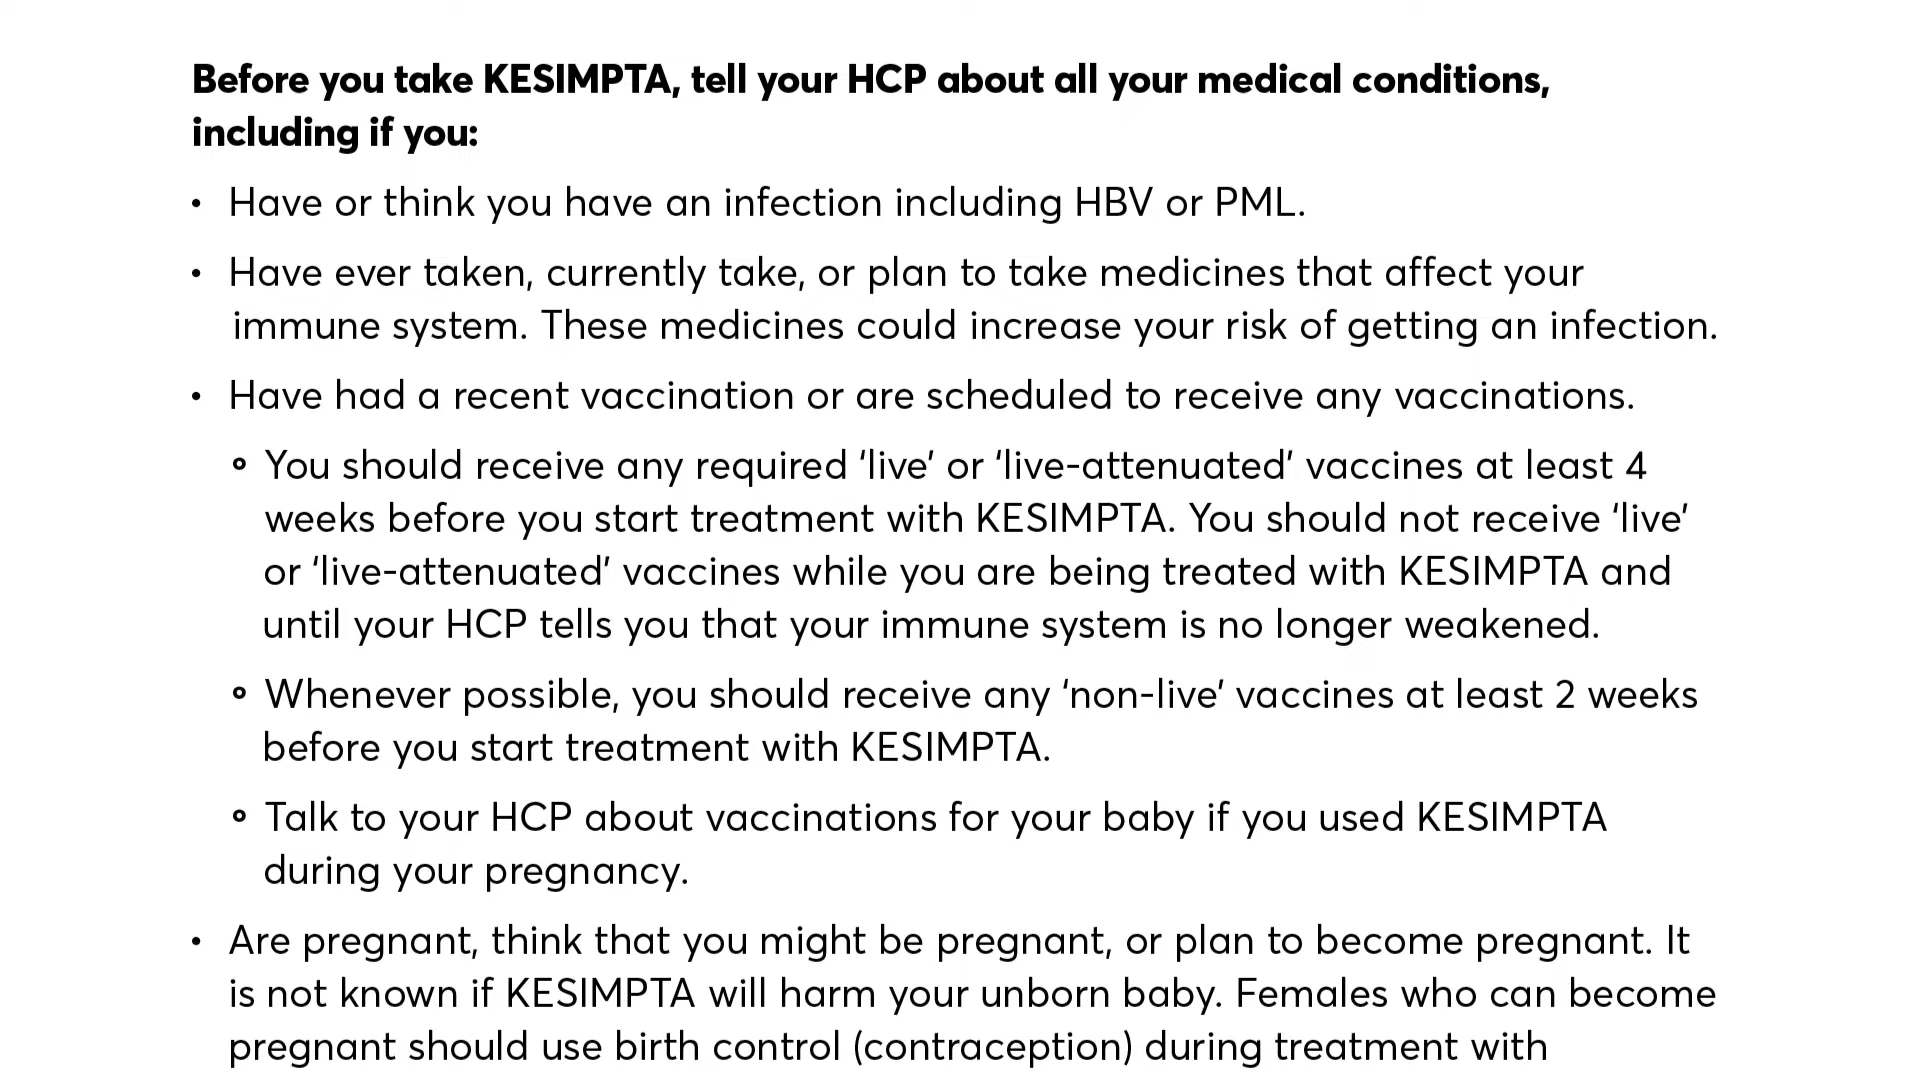 Before you take KESIMPTA, tell your HCP about all your medical conditions,
including if you:
• Have or think you have an infection including HBV or PML.
• Have ever taken, currently take, or plan to take medicines that affect your
immune system. These medicines could increase your risk of getting an infection.
• Have had a recent vaccination or are scheduled to receive any vaccinations.
∘ You should receive any required ‘live’ or ‘live-attenuated’ vaccines at least 4
weeks before you start treatment with KESIMPTA. You should not receive ‘live’
or ‘live-attenuated’ vaccines while you are being treated with KESIMPTA and
until your HCP tells you that your immune system is no longer weakened.
∘ Whenever possible, you should receive any ‘non-live’ vaccines at least 2 weeks
before you start treatment with KESIMPTA.
∘ Talk to your HCP about vaccinations for your baby if you used KESIMPTA
during your pregnancy.
• Are pregnant, think that you might be pregnant, or plan to become pregnant. It
is not known if KESIMPTA will harm your unborn baby. Females who can become
pregnant should use birth control (contraception) during treatment with